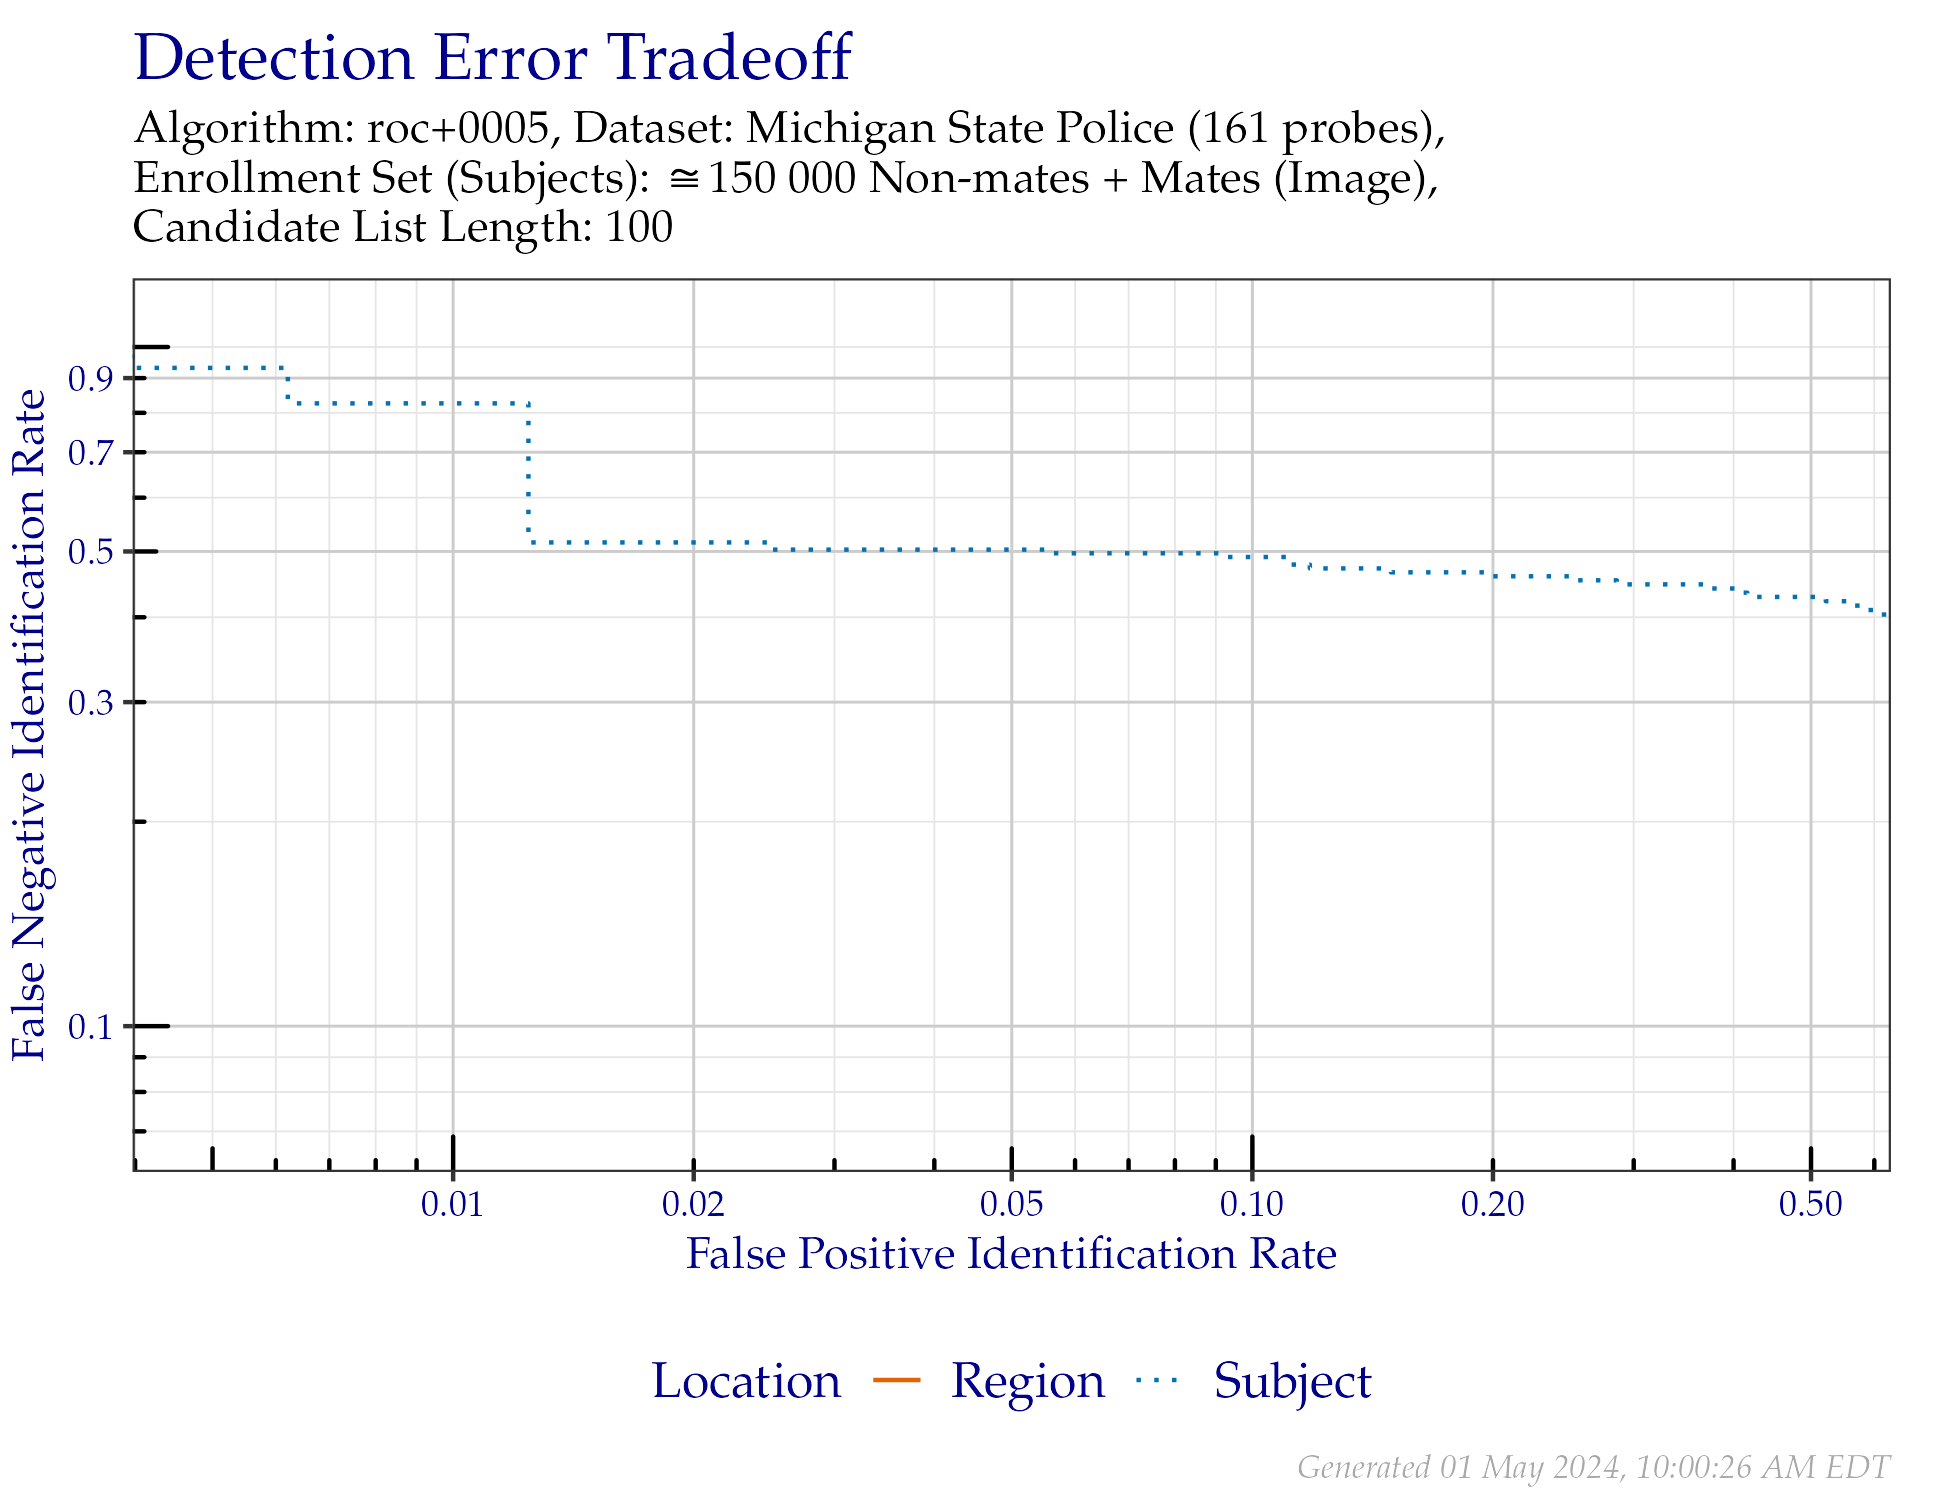 Detection Error Tradeoff
Algorithm: roc+0005, Dataset: Michigan State Police (161 probes),
Enrollment Set (Subjects): ≊ 150 000 Non-mates + Mates (Image),
Candidate List Length: 100
False Negative Identification Rate
0.9
0.7
0.5
0.3
0.1
0.01 0.02 0.05 0.10 0.20 0.50
False Positive Identification Rate
Location Region Subject
Generated 01 May 2024, 10:00:26 AM EDT